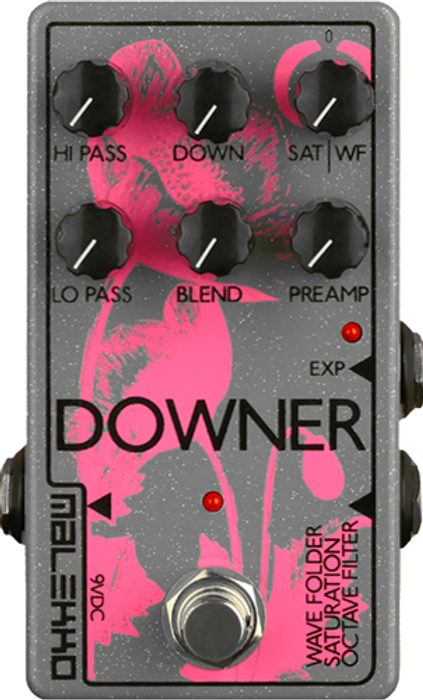 0
HI PASS
DOWN
SAT|WF
LO PASS
BLEND
PREAMP
EXP
DOWNER
MALEKKO
9VDC
WAVE FOLDER
SATURATION
OCTAVE FILTER